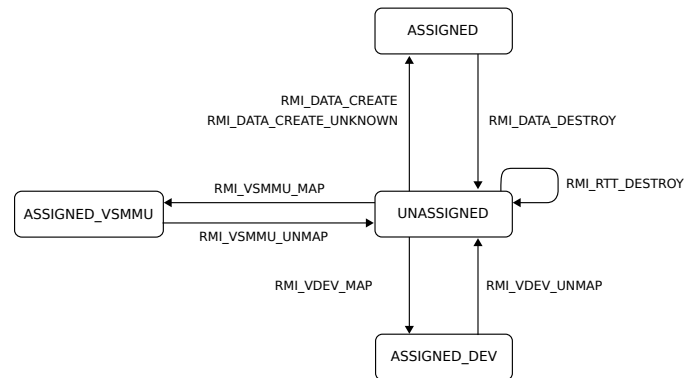 ASSIGNED
RMI_DATA_CREATE
RMI_DATA_CREATE_UNKNOWN
RMI_DATA_DESTROY
RMI_VSMMU_MAP
RMI_RTT_DESTROY
ASSIGNED_VSMMU
UNASSIGNED
RMI_VSMMU_UNMAP
RMI_VDEV_MAP
RMI_VDEV_UNMAP
ASSIGNED_DEV